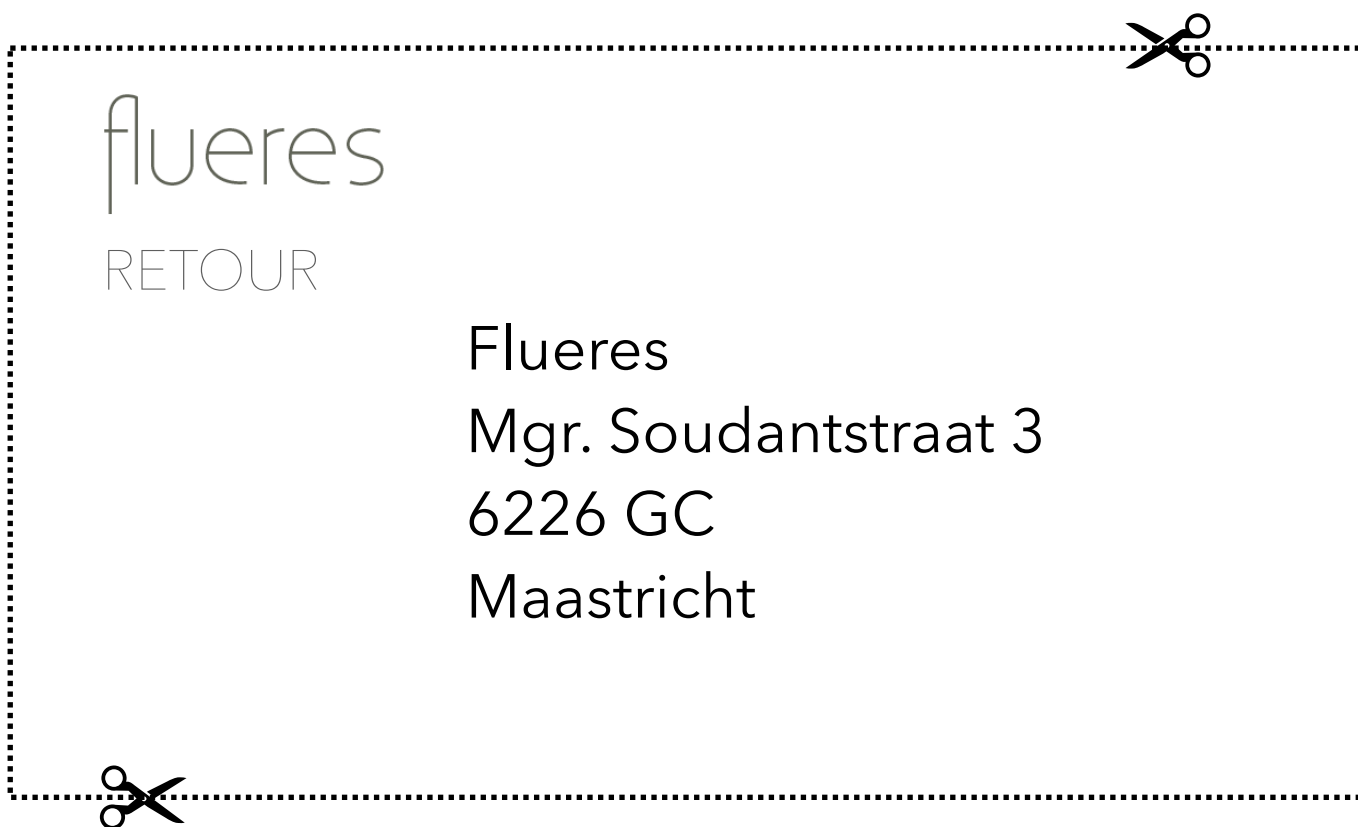 flueres
RETOUR
Flueres
Mgr. Soudantstraat 3
6226 GC
Maastricht